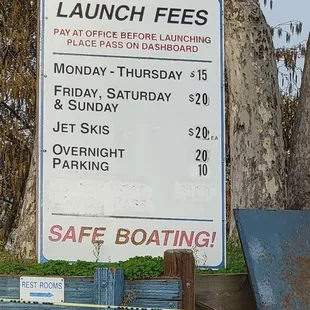 LAUNCH FEES
PAY AT OFFICE BEFORE LAUNCHING
PLACE PASS ON DASHBOARD
MONDAY - THURSDAY $15
FRIDAY, SATURDAY
& SUNDAY $20
JET SKIS $20 EA
OVERNIGHT 20
PARKING 10
SAFE BOATING!
REST ROOMS